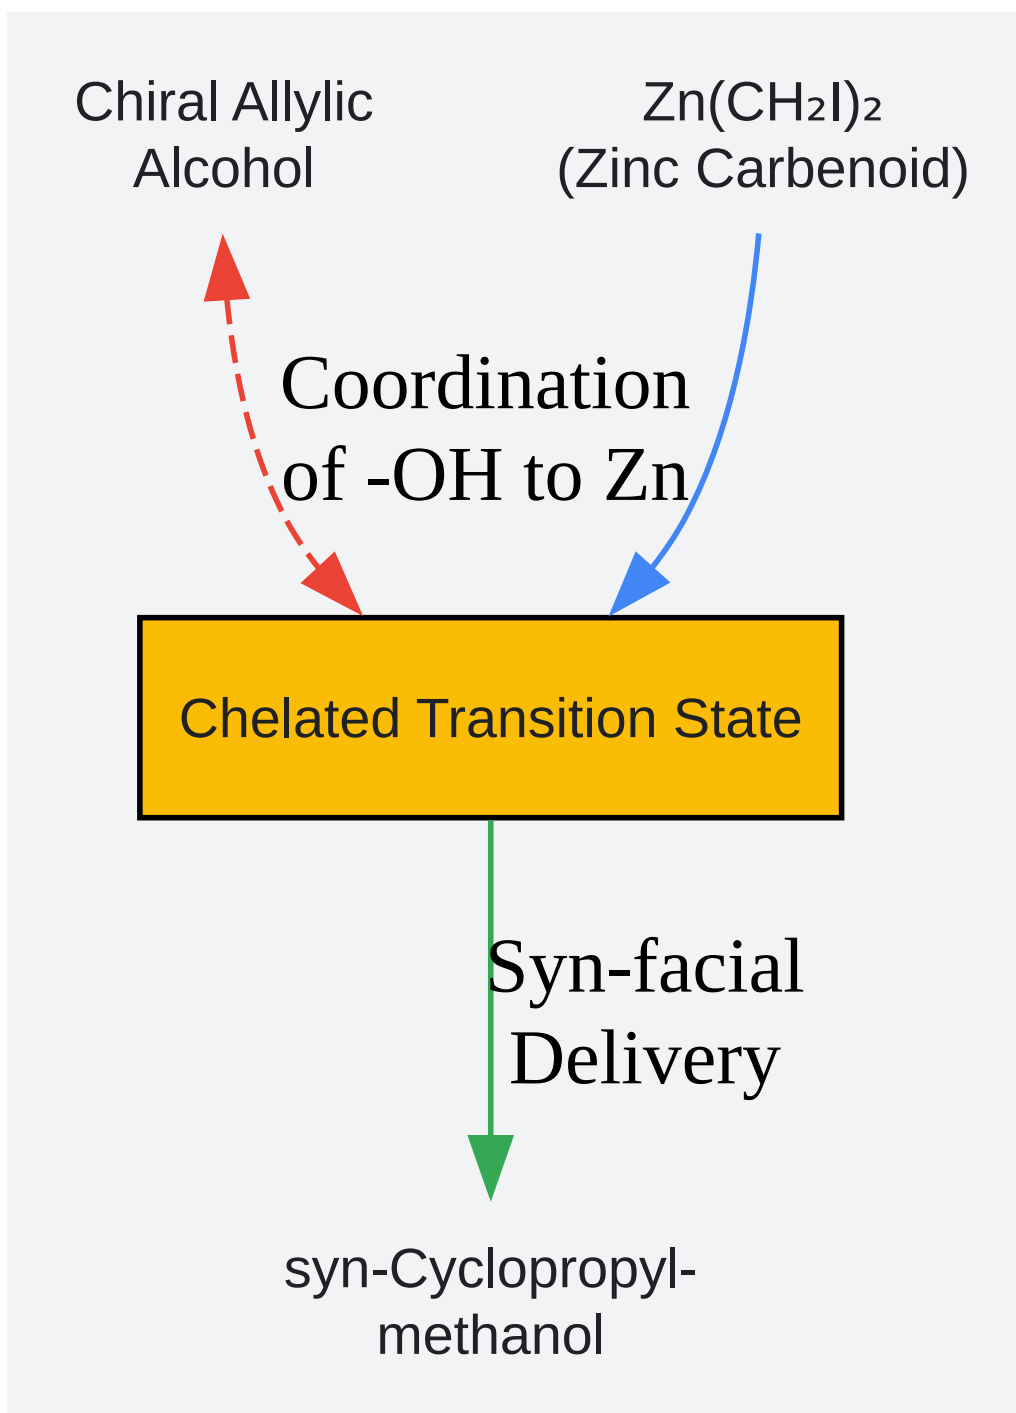 Chiral Allylic
Alcohol
Zn(CH₂I)₂
(Zinc Carbenoid)
Coordination
of -OH to Zn
Chelated Transition State
Syn-facial
Delivery
syn-Cyclopropyl-
methanol